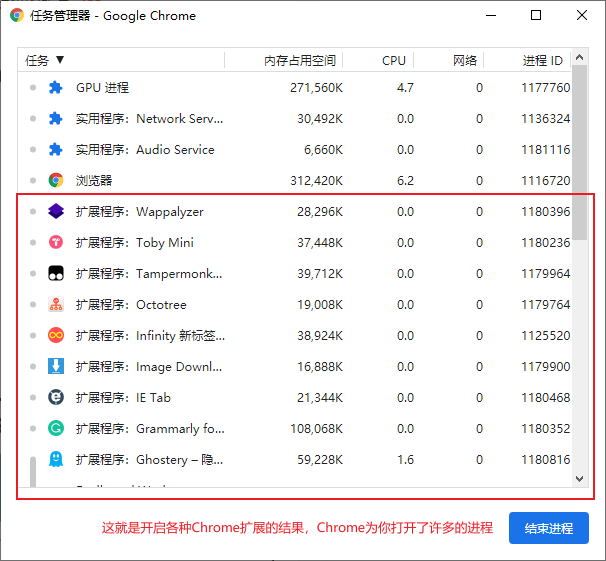 任务管理器 - Google Chrome
任务 ▼ 内存占用空间 CPU 网络 进程 ID
GPU 进程 271,560K 4.7 0 1177760
实用程序：Network Serv... 30,492K 0.0 0 1136324
实用程序：Audio Service 6,660K 0.0 0 1181116
浏览器 312,420K 6.2 0 1116720
扩展程序：Wappalyzer 28,296K 0.0 0 1180396
扩展程序：Toby Mini 37,448K 0.0 0 1180236
扩展程序：Tampermonk... 39,712K 0.0 0 1179964
扩展程序：Octotree 19,008K 0.0 0 1179764
扩展程序：Infinity 新标签... 38,924K 0.0 0 1125520
扩展程序：Image Downl... 16,888K 0.0 0 1179900
扩展程序：IE Tab 21,344K 0.0 0 1180468
扩展程序：Grammarly fo... 108,068K 0.0 0 1180352
扩展程序：Ghostery – 隐... 59,228K 1.6 0 1180816
这就是开启各种Chrome扩展的结果，Chrome为你打开了许多的进程
结束进程